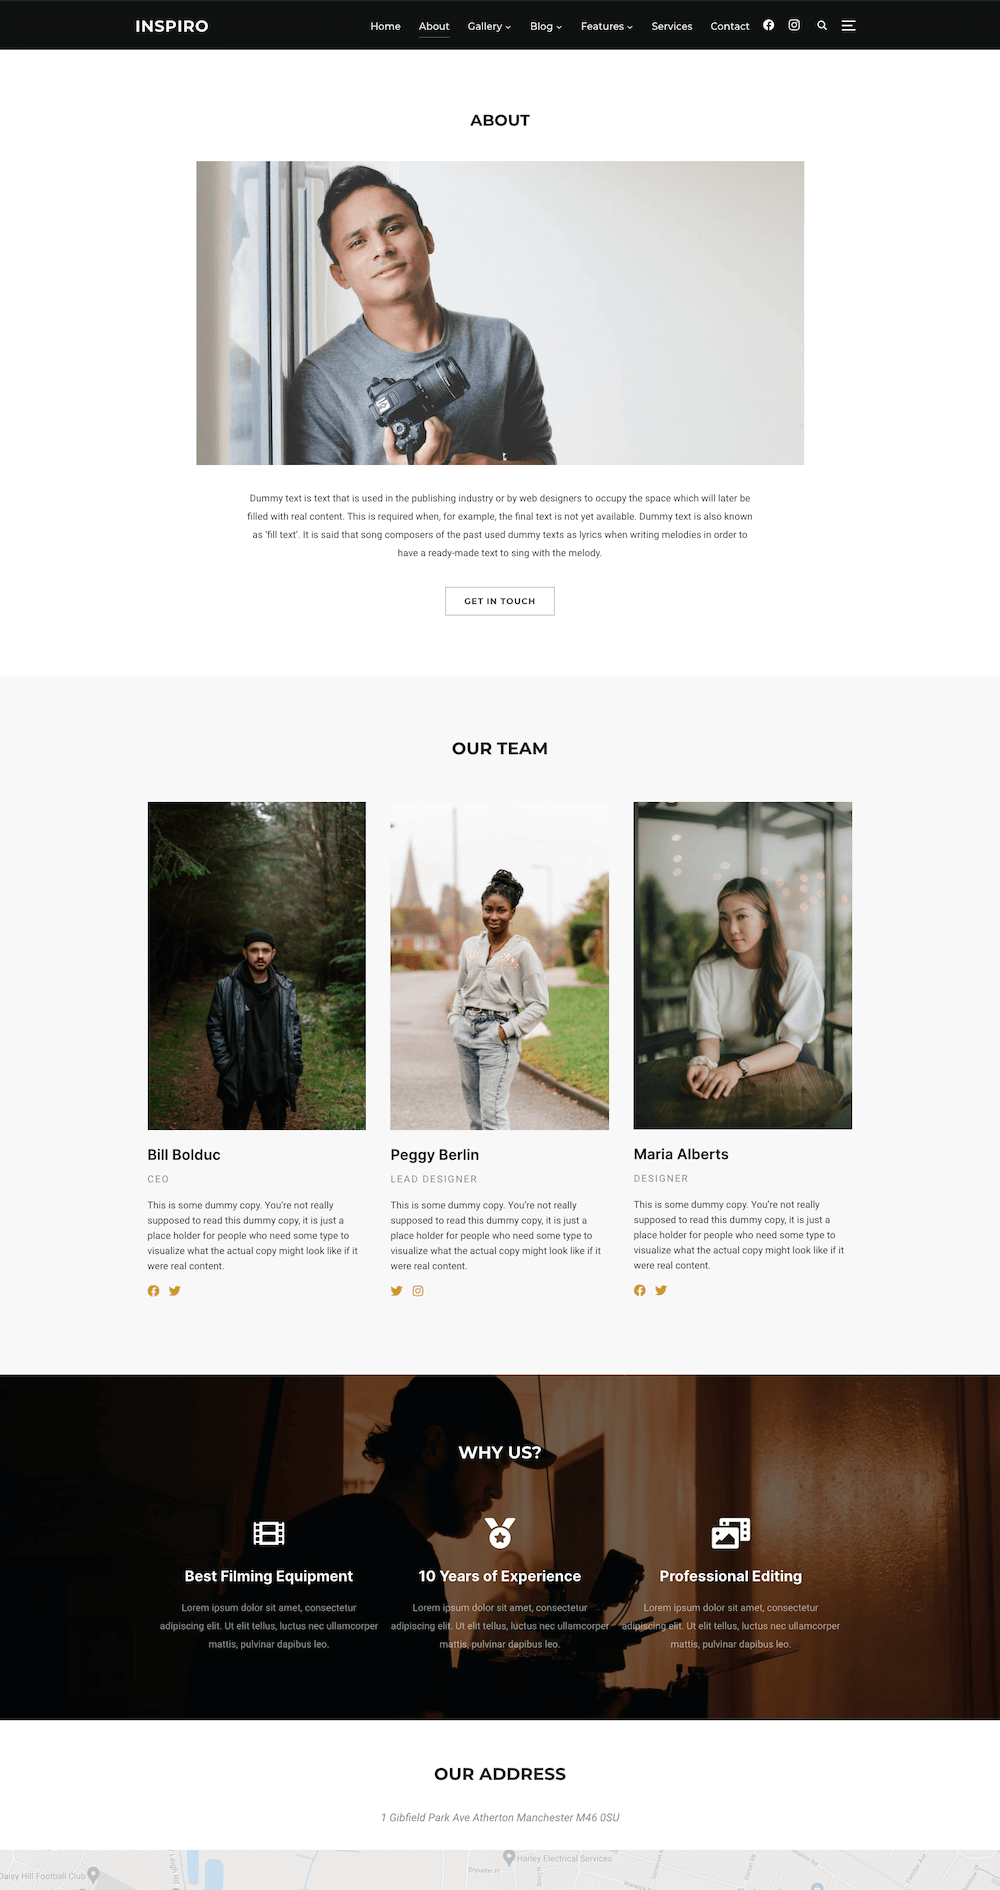 INSPIRO
Home About Gallery Blog Features Services Contact
ABOUT
Dummy text is text that is used in the publishing industry or by web designers to occupy the space which will later be
filled with real content. This is required when, for example, the final text is not yet available. Dummy text is also known
as 'fill text'. It is said that song composers of the past used dummy texts as lyrics when writing melodies in order to
have a ready-made text to sing with the melody.
GET IN TOUCH
OUR TEAM
Bill Bolduc
CEO
This is some dummy copy. You're not really
supposed to read this dummy copy, it is just a
place holder for people who need some type to
visualize what the actual copy might look like if it
were real content.
Peggy Berlin
LEAD DESIGNER
This is some dummy copy. You're not really
supposed to read this dummy copy, it is just a
place holder for people who need some type to
visualize what the actual copy might look like if it
were real content.
Maria Alberts
DESIGNER
This is some dummy copy. You're not really
supposed to read this dummy copy, it is just a
place holder for people who need some type to
visualize what the actual copy might look like if it
were real content.
WHY US?
Best Filming Equipment
Lorem ipsum dolor sit amet, consectetur
adipiscing elit. Ut elit tellus, luctus nec ullamcorper
mattis, pulvinar dapibus leo.
10 Years of Experience
Lorem ipsum dolor sit amet, consectetur
adipiscing elit. Ut elit tellus, luctus nec ullamcorper
mattis, pulvinar dapibus leo.
Professional Editing
Lorem ipsum dolor sit amet, consectetur
adipiscing elit. Ut elit tellus, luctus nec ullamcorper
mattis, pulvinar dapibus leo.
OUR ADDRESS
1 Gibfield Park Ave Atherton Manchester M46 0SU
Harley Electrical Services
Daisy Hill Football Club
Leigh Rd